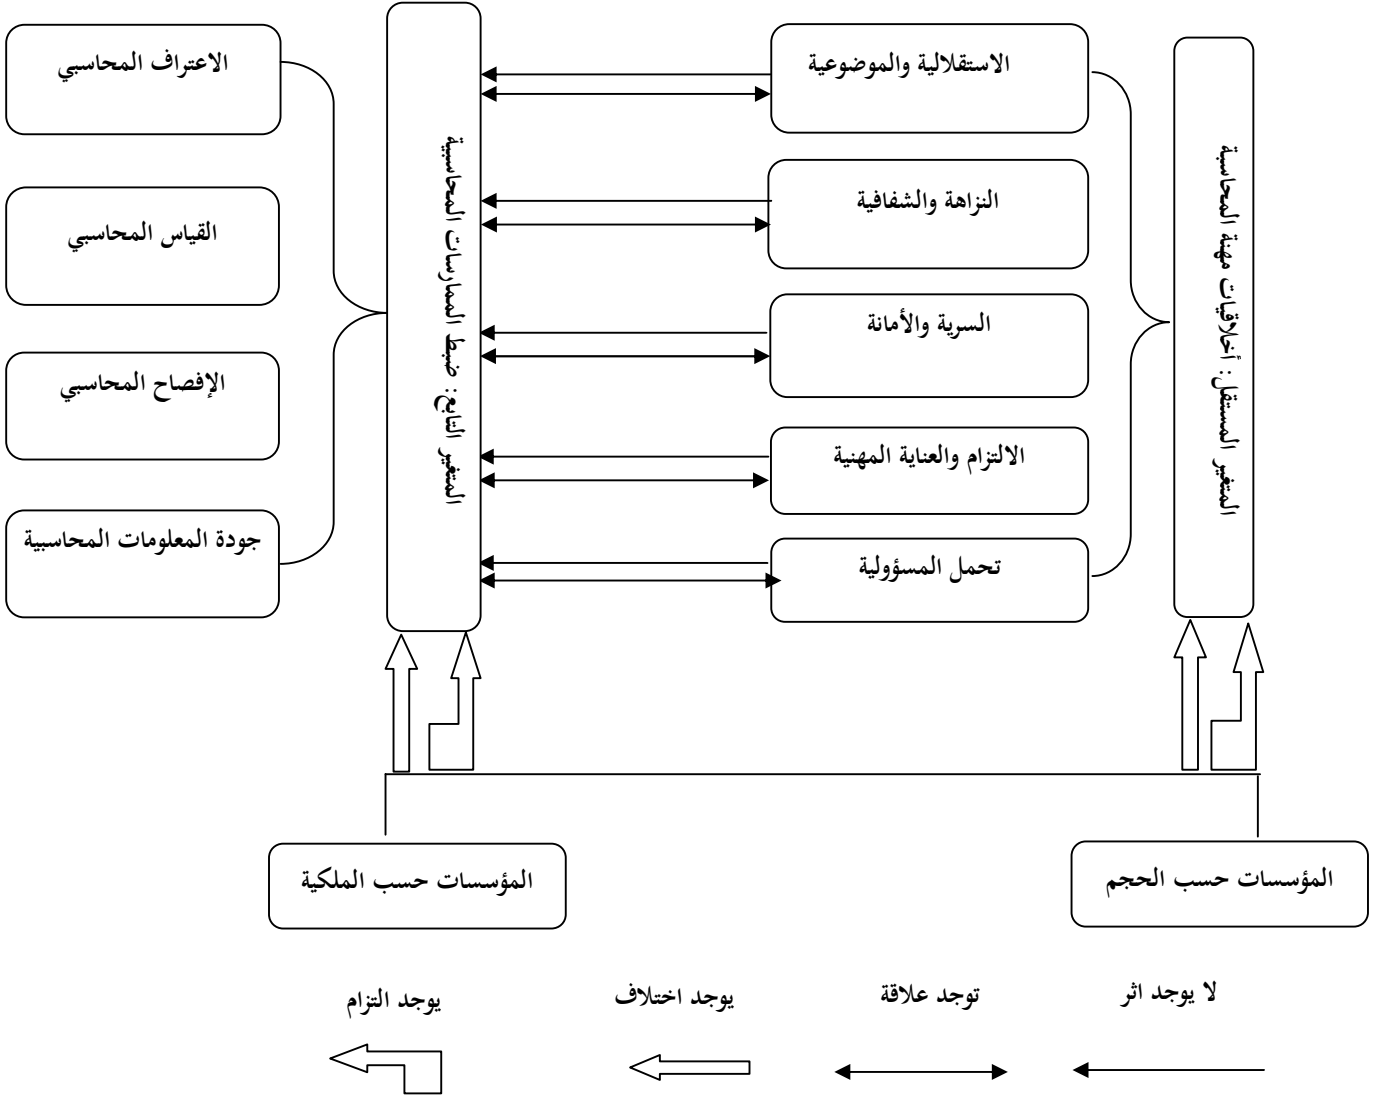 المتغير المستقل: أخلاقيات مهنة المحاسبة
الاستقلالية والموضوعية
النزاهة والشفافية
السرية والأمانة
الالتزام والعناية المهنية
تحمل المسؤولية
المتغير التابع: ضبط الممارسات المحاسبية
الاعتراف المحاسبي
القياس المحاسبي
الإفصاح المحاسبي
جودة المعلومات المحاسبية
المؤسسات حسب الحجم
المؤسسات حسب الملكية
لا يوجد اثر
توجد علاقة
يوجد اختلاف
يوجد التزام